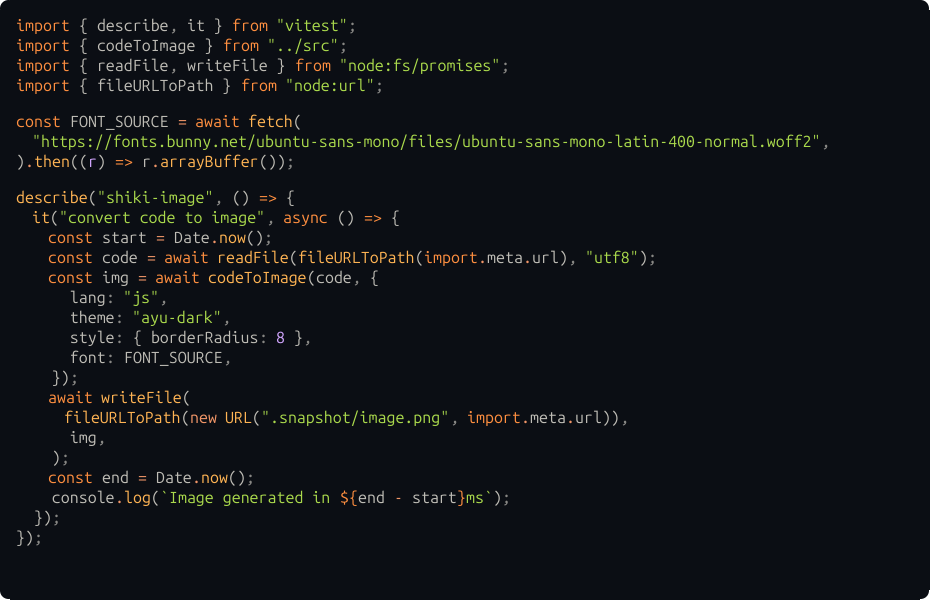 import { describe, it } from "vitest";
import { codeToImage } from "../src";
import { readFile, writeFile } from "node:fs/promises";
import { fileURLToPath } from "node:url";

const FONT_SOURCE = await fetch(
  "https://fonts.bunny.net/ubuntu-sans-mono/files/ubuntu-sans-mono-latin-400-normal.woff2",
).then((r) => r.arrayBuffer());

describe("shiki-image", () => {
  it("convert code to image", async () => {
    const start = Date.now();
    const code = await readFile(fileURLToPath(import.meta.url), "utf8");
    const img = await codeToImage(code, {
      lang: "js",
      theme: "ayu-dark",
      style: { borderRadius: 8 },
      font: FONT_SOURCE,
    });
    await writeFile(
      fileURLToPath(new URL(".snapshot/image.png", import.meta.url)),
      img,
    );
    const end = Date.now();
    console.log(`Image generated in ${end - start}ms`);
  });
});